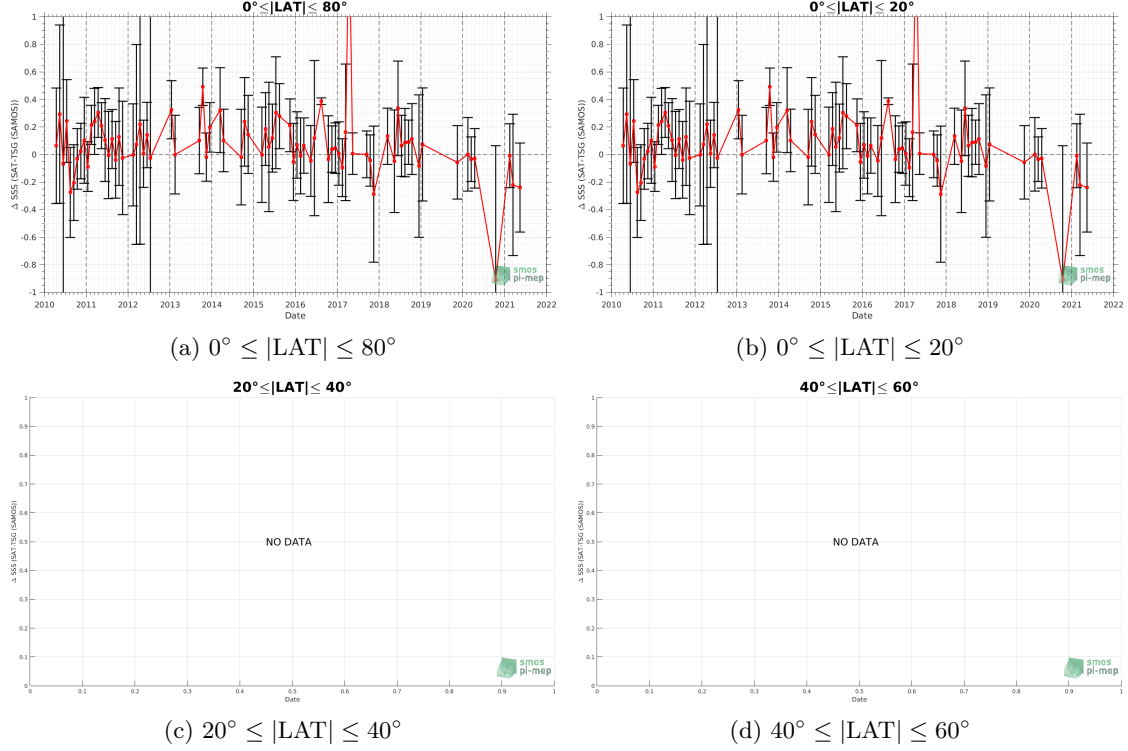 0°≤|LAT|≤ 80°
Δ SSS (SAT-TSG (SAMOS))
1
0.8
0.6
0.4
0.2
0
-0.2
-0.4
-0.6
-0.8
-1
2010 2011 2012 2013 2014 2015 2016 2017 2018 2019 2020 2021 2022
Date
smos
pi-mep
(a) 0° ≤ |LAT| ≤ 80°
0°≤|LAT|≤ 20°
Δ SSS (SAT-TSG (SAMOS))
1
0.8
0.6
0.4
0.2
0
-0.2
-0.4
-0.6
-0.8
-1
2010 2011 2012 2013 2014 2015 2016 2017 2018 2019 2020 2021 2022
Date
smos
pi-mep
(b) 0° ≤ |LAT| ≤ 20°
20°≤|LAT|≤ 40°
Δ SSS (SAT-TSG (SAMOS))
1
0.9
0.8
0.7
0.6
0.5
0.4
0.3
0.2
0.1
0
NO DATA
0 0.1 0.2 0.3 0.4 0.5 0.6 0.7 0.8 0.9 1
Date
smos
pi-mep
(c) 20° ≤ |LAT| ≤ 40°
40°≤|LAT|≤ 60°
Δ SSS (SAT-TSG (SAMOS))
1
0.9
0.8
0.7
0.6
0.5
0.4
0.3
0.2
0.1
0
NO DATA
0 0.1 0.2 0.3 0.4 0.5 0.6 0.7 0.8 0.9 1
Date
smos
pi-mep
(d) 40° ≤ |LAT| ≤ 60°